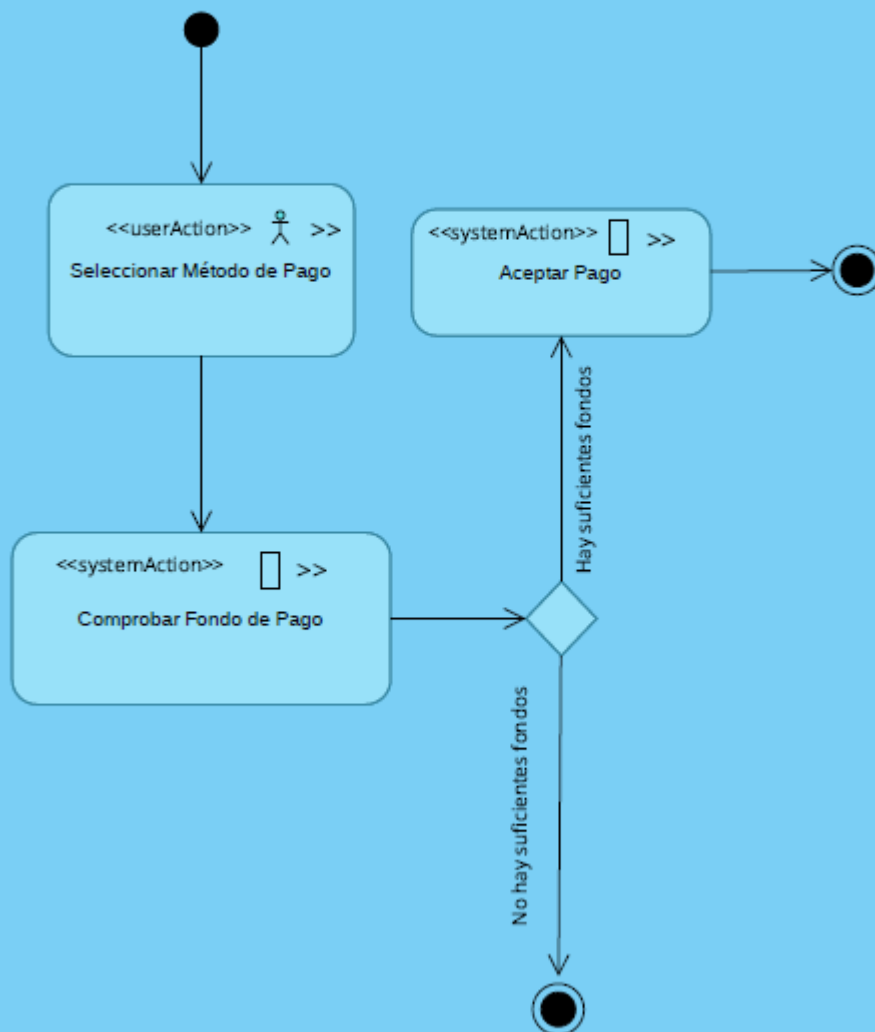 <<userAction>> >>
Seleccionar Método de Pago
<<systemAction>> >>
Aceptar Pago
<<systemAction>> >>
Comprobar Fondo de Pago
Hay suficientes fondos
No hay suficientes fondos